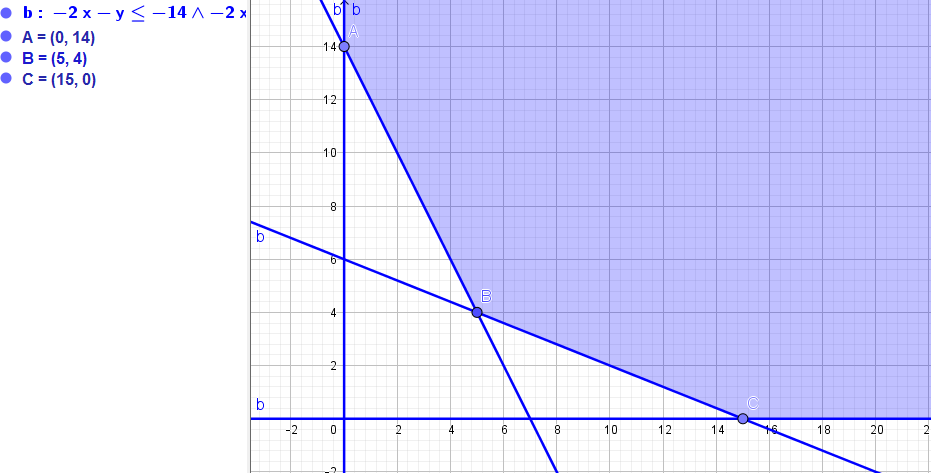 b : −2 x − y ≤ −14 ∧ −2 x
A = (0, 14)
B = (5, 4)
C = (15, 0)
b b
A
14
12
10
8
b
6
B
4
2
b
C
-2 0 2 4 6 8 10 12 14 16 18 20 2
-2